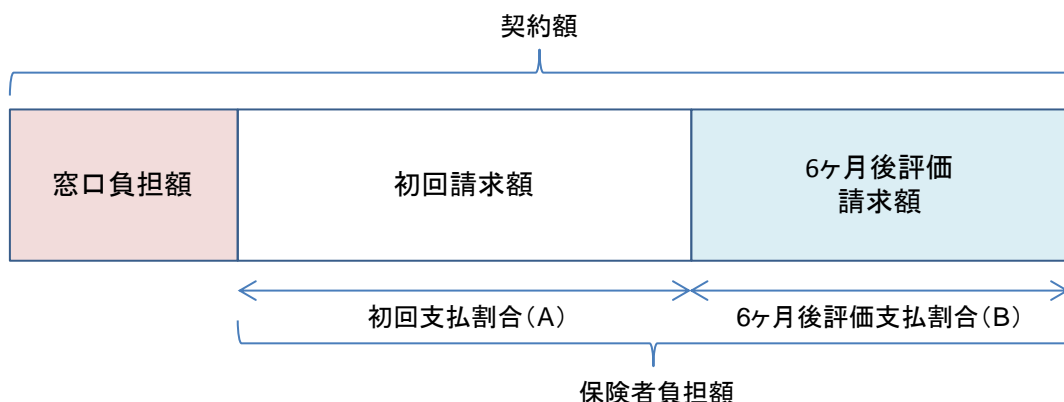 契約額
窓口負担額
初回請求額
6ヶ月後評価
請求額
初回支払割合(A)
6ヶ月後評価支払割合(B)
保険者負担額